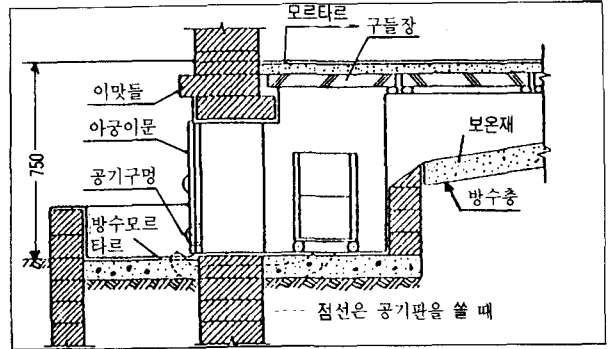 모르타르
구들장
이맛돌
아궁이문
공기구멍
방수모르
타르
750
보온재
방수층
점선은 공기판을 쓸 때